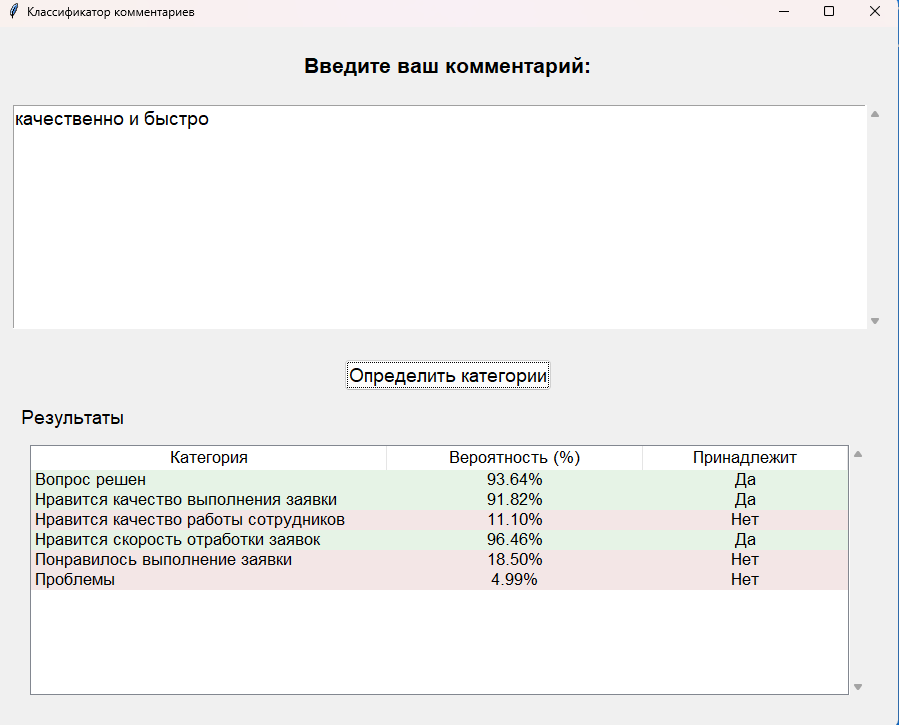 Классификатор комментариев
Введите ваш комментарий:
качественно и быстро
Определить категории
Результаты
Категория Вероятность (%) Принадлежит
Вопрос решен 93.64% Да
Нравится качество выполнения заявки 91.82% Да
Нравится качество работы сотрудников 11.10% Нет
Нравится скорость отработки заявок 96.46% Да
Понравилось выполнение заявки 18.50% Нет
Проблемы 4.99% Нет